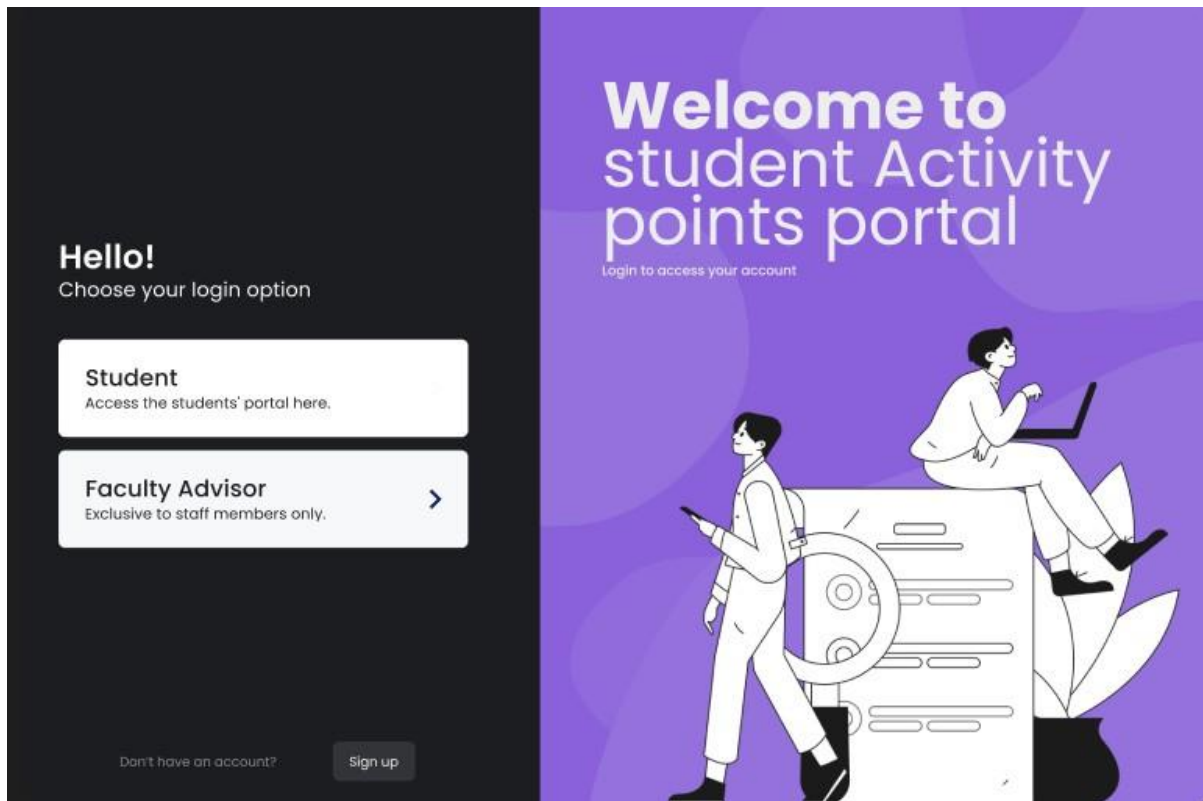 Hello!
Choose your login option
Student
Access the students' portal here.
Faculty Advisor
Exclusive to staff members only.
Don't have an account?
Sign up
Welcome to
student Activity
points portal
Login to access your account